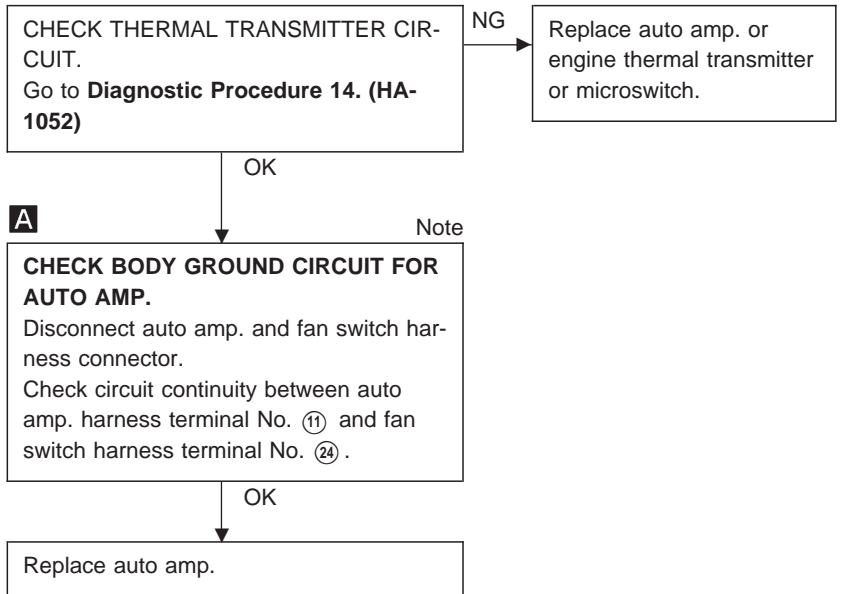 CHECK THERMAL TRANSMITTER CIR-
CUIT.
Go to Diagnostic Procedure 14. (HA-
1052)
NG
Replace auto amp. or
engine thermal transmitter
or microswitch.
OK
A
Note
CHECK BODY GROUND CIRCUIT FOR
AUTO AMP.
Disconnect auto amp. and fan switch har-
ness connector.
Check circuit continuity between auto
amp. harness terminal No. ⑪ and fan
switch harness terminal No. ㉔ .
OK
Replace auto amp.